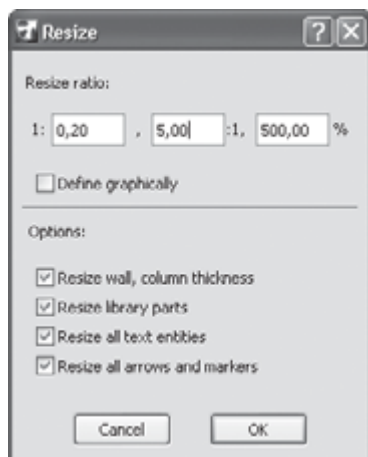 Resize
Resize ratio:
1: 0,20 , 5,00 :1, 500,00 %
Define graphically
Options:
Resize wall, column thickness
Resize library parts
Resize all text entities
Resize all arrows and markers
Cancel OK